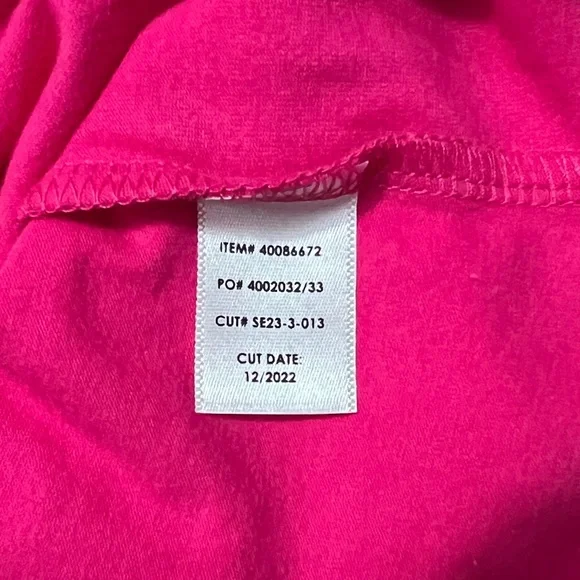 ITEM# 40086672
PO# 4002032/33
CUT# SE23-3-013
CUT DATE:
12/2022